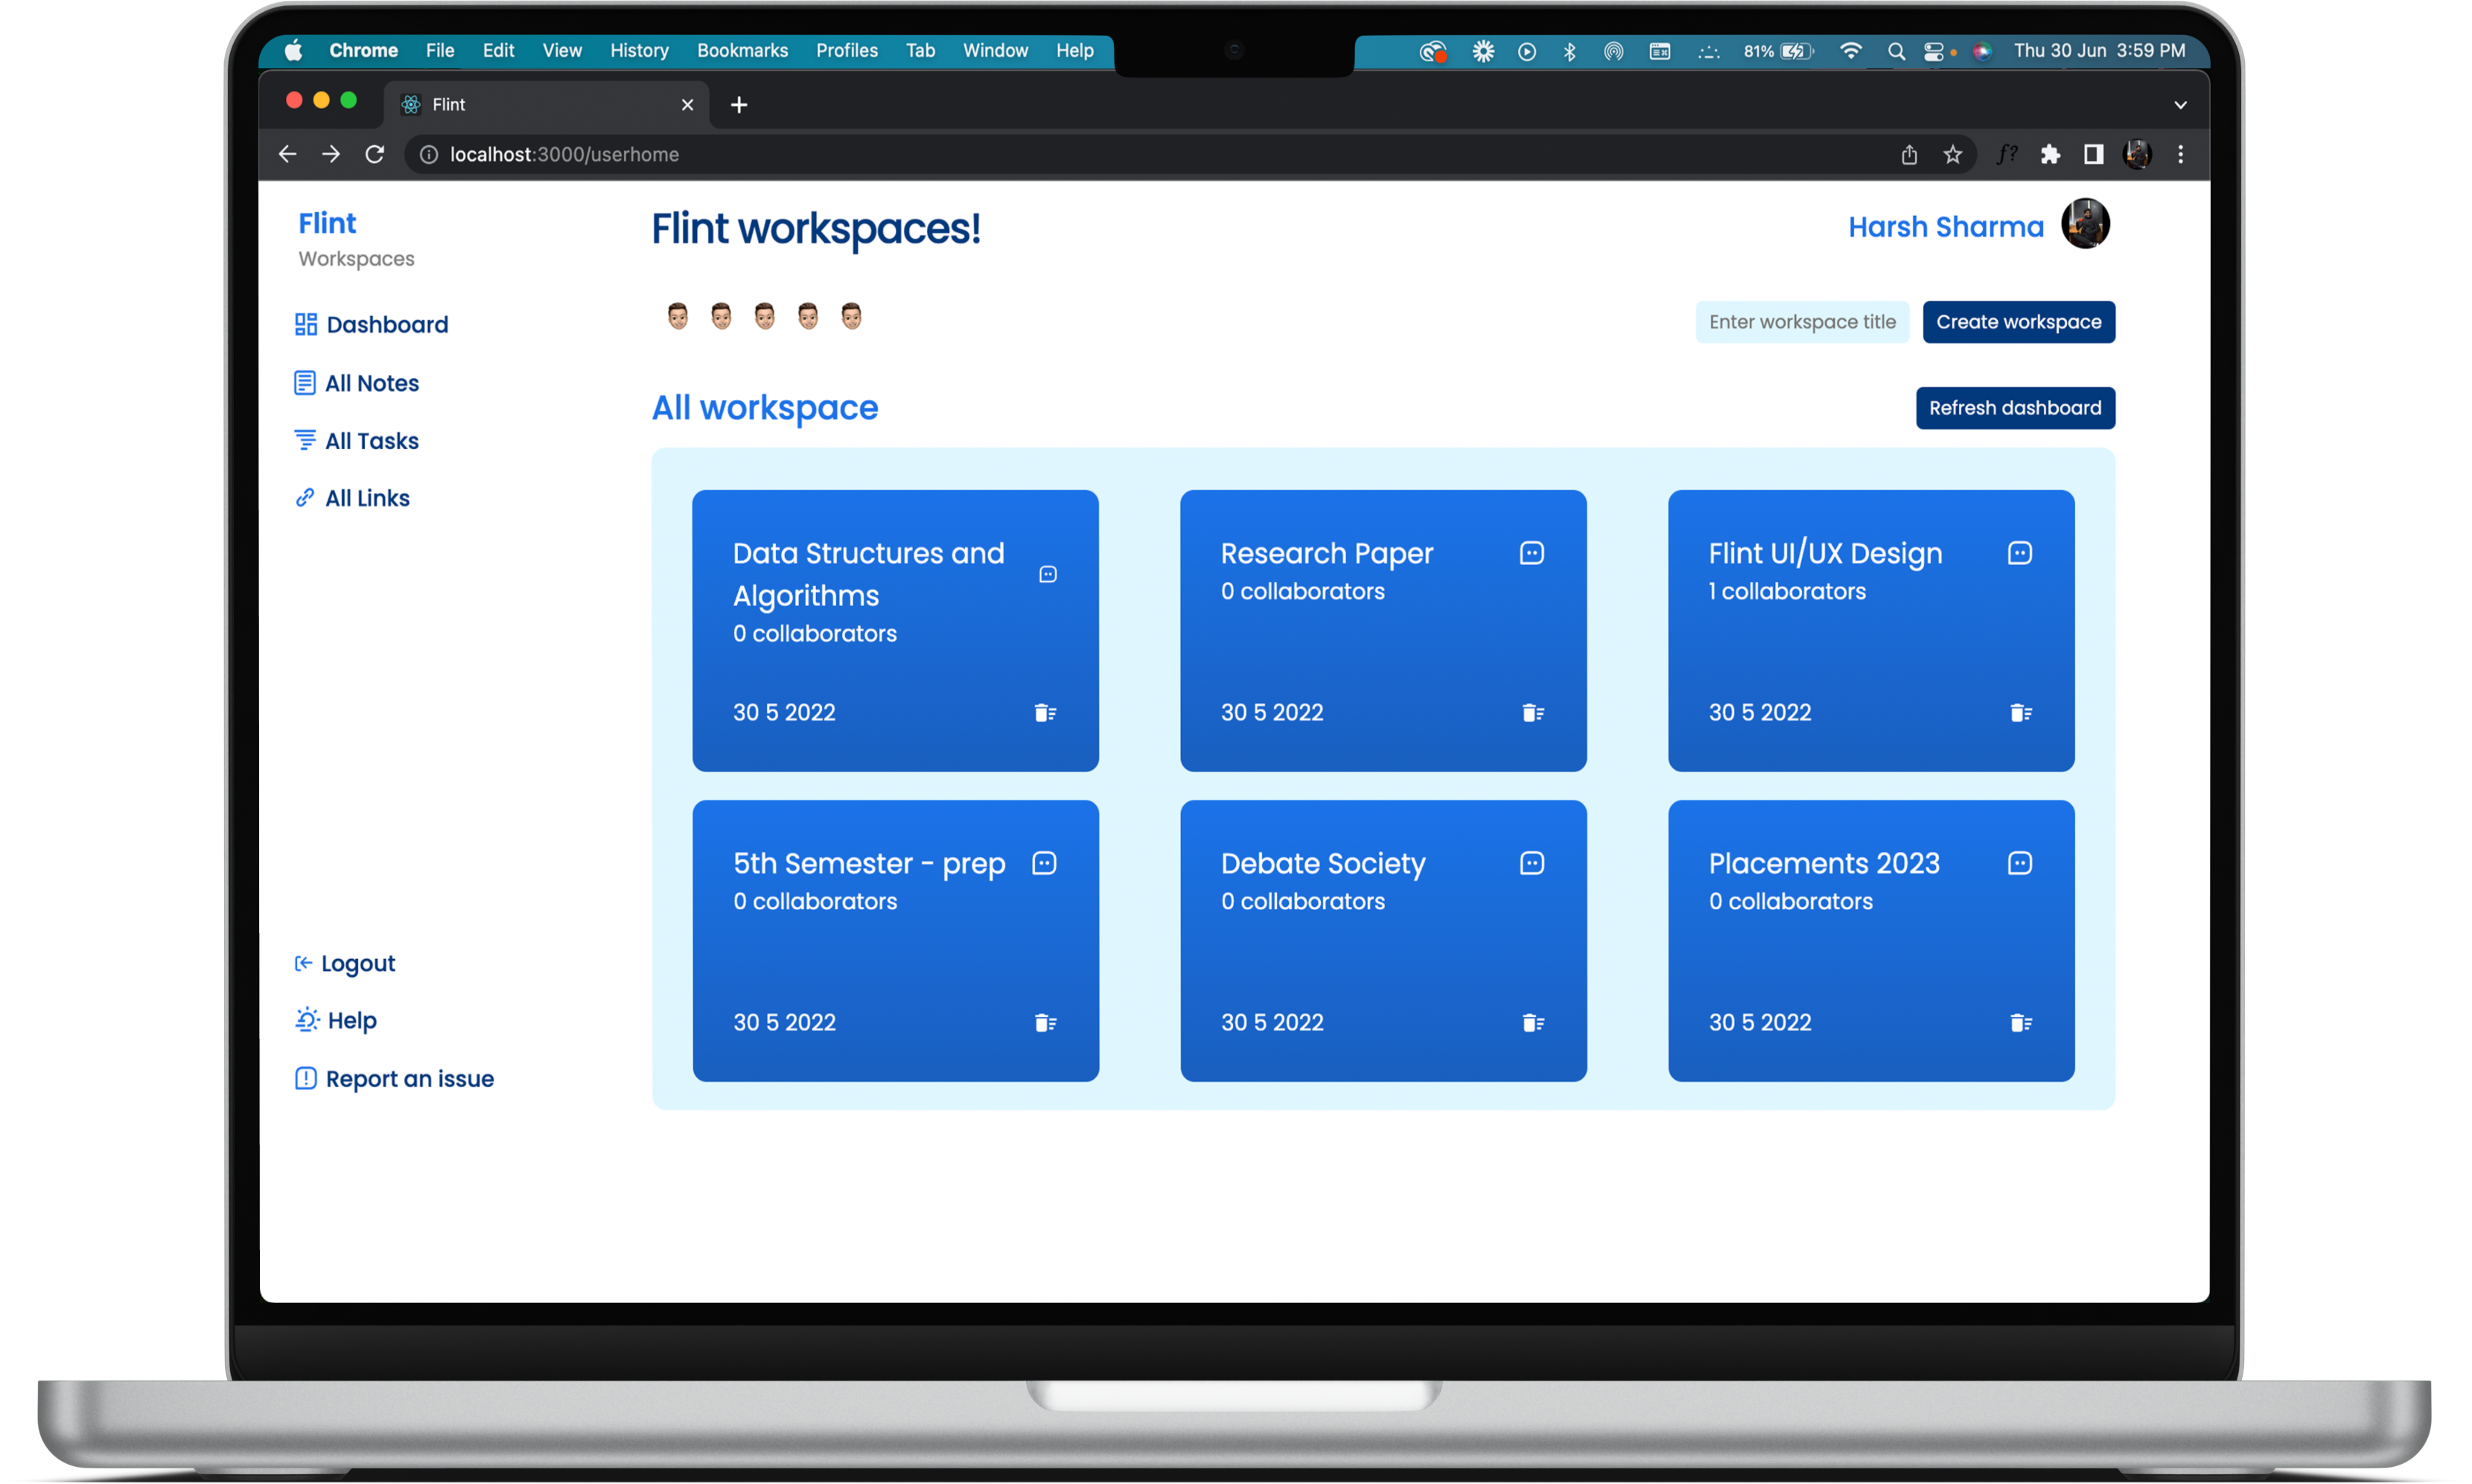 Chrome File Edit View History Bookmarks Profiles Tab Window Help 81% Thu 30 Jun 3:59 PM
Flint
localhost:3000/userhome
Flint
Workspaces
Dashboard
All Notes
All Tasks
All Links
Logout
Help
Report an issue
Flint workspaces!
Harsh Sharma
Enter workspace title
Create workspace
All workspace
Refresh dashboard
Data Structures and
Algorithms
0 collaborators
30 5 2022
Research Paper
0 collaborators
30 5 2022
Flint UI/UX Design
1 collaborators
30 5 2022
5th Semester - prep
0 collaborators
30 5 2022
Debate Society
0 collaborators
30 5 2022
Placements 2023
0 collaborators
30 5 2022